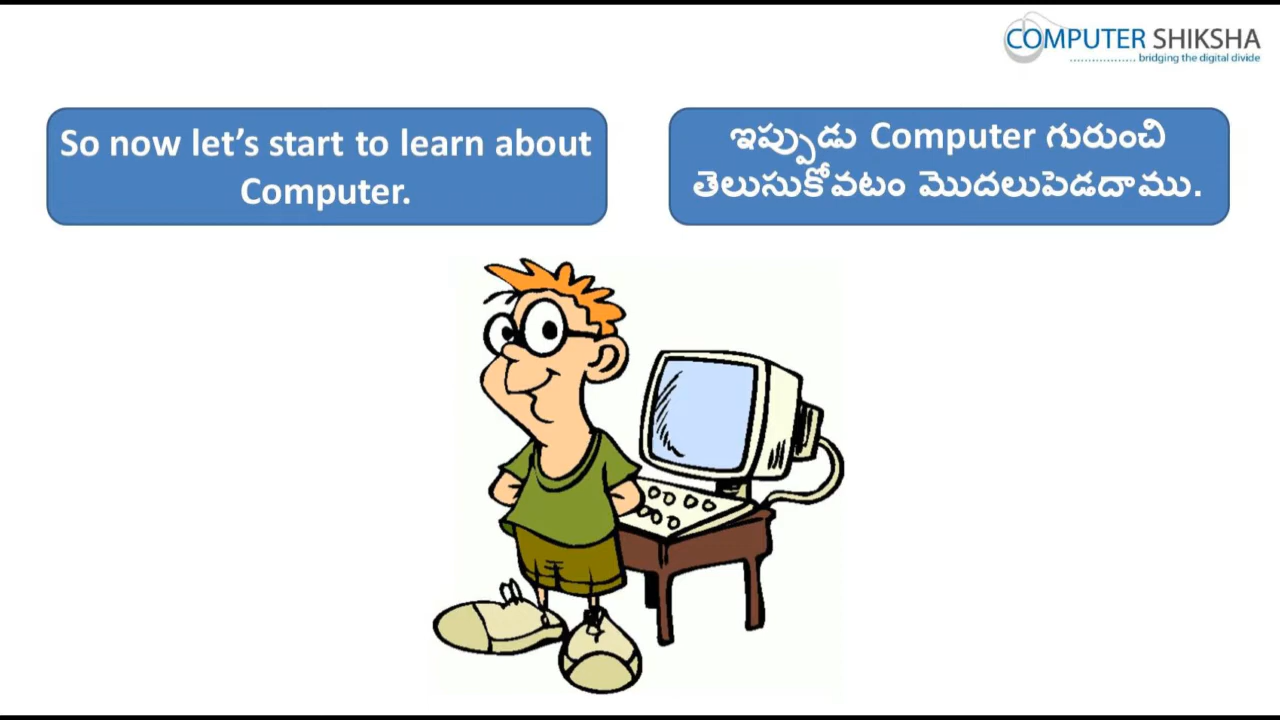 COMPUTER SHIKSHA
bridging the digital divide
So now let’s start to learn about
Computer.
ఇప్పుడు Computer గురుంచి
తెలుసుకోవటం మొదలుపెడదాము.